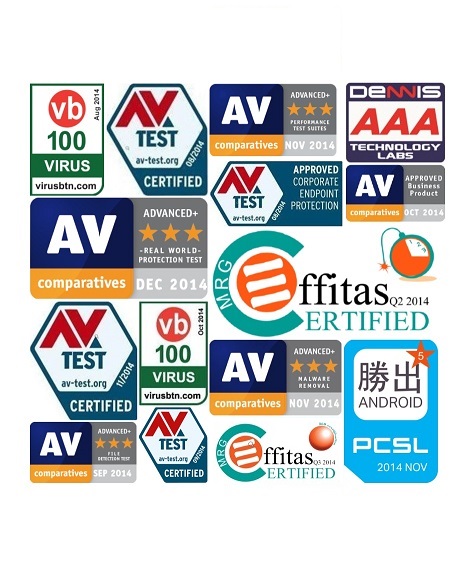 vb
100
VIRUS
virusbtn.com
Aug 2014
AV
TEST
av-test.org
08/2014
CERTIFIED
AV
comparatives
ADVANCED+
PERFORMANCE
TEST SUITES
NOV 2014
DENNIS
AAA
TECHNOLOGY
LABS
AV
TEST
av-test.org
08/2014
APPROVED
CORPORATE
ENDPOINT
PROTECTION
AV
comparatives
APPROVED
Business
Product
OCT 2014
AV
comparatives
ADVANCED+
-REAL WORLD-
PROTECTION TEST
DEC 2014
MRG
effitas Q2 2014
CERTIFIED
AV
TEST
av-test.org
11/2014
CERTIFIED
vb
100
VIRUS
virusbtn.com
Oct 2014
AV
comparatives
ADVANCED+
MALWARE
REMOVAL
NOV 2014
勝出
5
ANDROID
PCSL
2014 NOV
AV
comparatives
ADVANCED+
FILE
DETECTION TEST
SEP 2014
AV
TEST
av-test.org
CERTIFIED
MRG
effitas Q3 2014
CERTIFIED